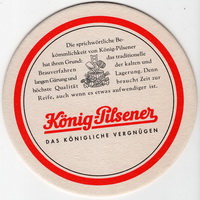 Die sprichwörtliche Be-
kömmlichkeit von König-Pilsener
hat ihren Grund: das traditionelle
Brauverfahren der kalten und
langen Gärung und Lagerung. Denn
höchste Qualität braucht Zeit zur
Reife, auch wenn es etwas aufwendiger ist.
König-Pilsener
DAS KÖNIGLICHE VERGNÜGEN